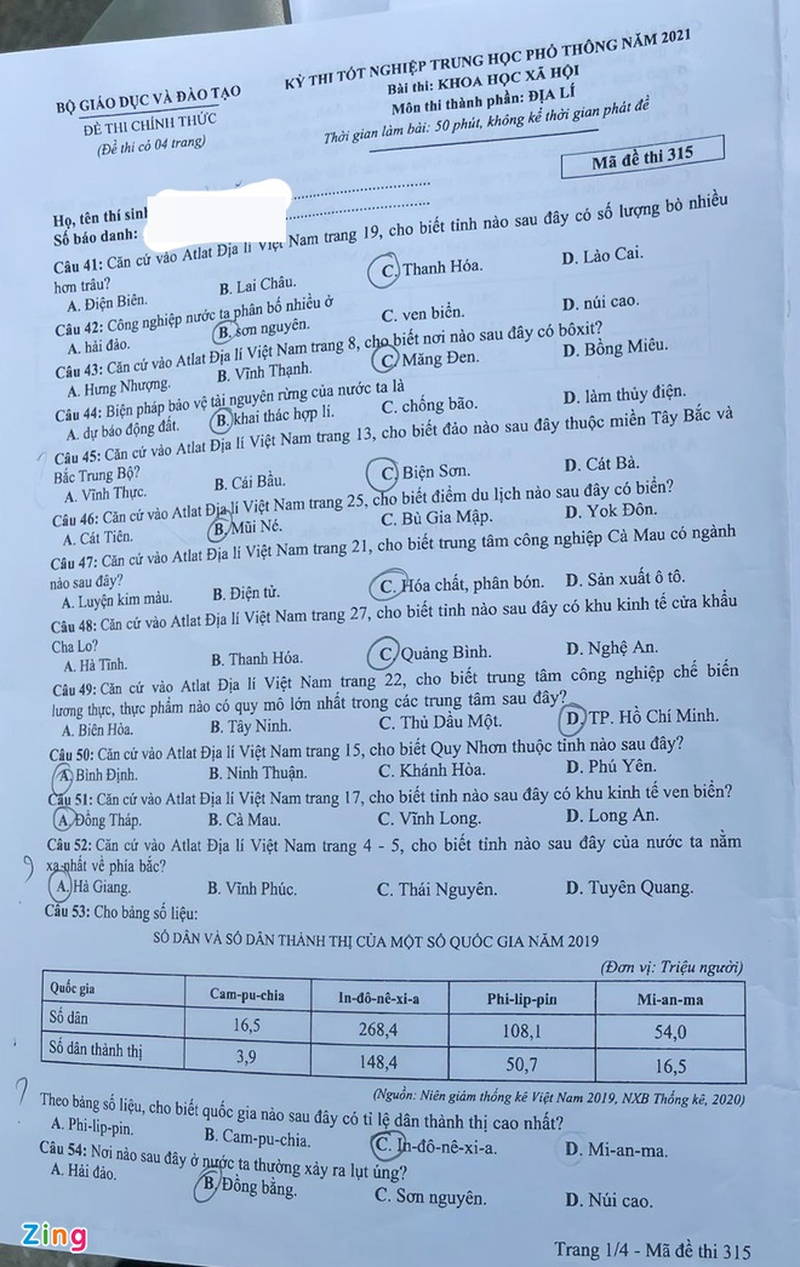 BỘ GIÁO DỤC VÀ ĐÀO TẠO
ĐỀ THI CHÍNH THỨC
(Đề thi có 04 trang)
KỲ THI TỐT NGHIỆP TRUNG HỌC PHỔ THÔNG NĂM 2021
Bài thi: KHOA HỌC XÃ HỘI
Môn thi thành phần: ĐỊA LÍ
Thời gian làm bài: 50 phút, không kể thời gian phát đề
Mã đề thi 315
Họ, tên thí sinh
Số báo danh:
Câu 41: Căn cứ vào Atlat Địa lí Việt Nam trang 19, cho biết tỉnh nào sau đây có số lượng bò nhiều
hơn trâu?
A. Điện Biên. B. Lai Châu. C. Thanh Hóa. D. Lào Cai.
Câu 42: Công nghiệp nước ta phân bố nhiều ở
A. hải đảo. B. sơn nguyên. C. ven biển. D. núi cao.
Câu 43: Căn cứ vào Atlat Địa lí Việt Nam trang 8, cho biết nơi nào sau đây có bôxit?
A. Hưng Nhượng. B. Vĩnh Thạnh. C. Măng Đen. D. Bồng Miêu.
Câu 44: Biện pháp bảo vệ tài nguyên rừng của nước ta là
A. dự báo động đất. B. khai thác hợp lí. C. chống bão. D. làm thủy điện.
Câu 45: Căn cứ vào Atlat Địa lí Việt Nam trang 13, cho biết đảo nào sau đây thuộc miền Tây Bắc và
Bắc Trung Bộ?
A. Vĩnh Thực. B. Cái Bầu. C. Biện Sơn. D. Cát Bà.
Câu 46: Căn cứ vào Atlat Địa lí Việt Nam trang 25, cho biết điểm du lịch nào sau đây có biển?
A. Cát Tiên. B. Mũi Né. C. Bù Gia Mập. D. Yok Đôn.
Câu 47: Căn cứ vào Atlat Địa lí Việt Nam trang 21, cho biết trung tâm công nghiệp Cà Mau có ngành
nào sau đây?
A. Luyện kim màu. B. Điện tử. C. Hóa chất, phân bón. D. Sản xuất ô tô.
Câu 48: Căn cứ vào Atlat Địa lí Việt Nam trang 27, cho biết tỉnh nào sau đây có khu kinh tế cửa khẩu
Cha Lo?
A. Hà Tĩnh. B. Thanh Hóa. C. Quảng Bình. D. Nghệ An.
Câu 49: Căn cứ vào Atlat Địa lí Việt Nam trang 22, cho biết trung tâm công nghiệp chế biến
lương thực, thực phẩm nào có quy mô lớn nhất trong các trung tâm sau đây?
A. Biên Hòa. B. Tây Ninh. C. Thủ Dầu Một. D. TP. Hồ Chí Minh.
Câu 50: Căn cứ vào Atlat Địa lí Việt Nam trang 15, cho biết Quy Nhơn thuộc tỉnh nào sau đây?
A. Bình Định. B. Ninh Thuận. C. Khánh Hòa. D. Phú Yên.
Câu 51: Căn cứ vào Atlat Địa lí Việt Nam trang 17, cho biết tỉnh nào sau đây có khu kinh tế ven biển?
A. Đồng Tháp. B. Cà Mau. C. Vĩnh Long. D. Long An.
Câu 52: Căn cứ vào Atlat Địa lí Việt Nam trang 4 - 5, cho biết tỉnh nào sau đây của nước ta nằm
xa nhất về phía bắc?
A. Hà Giang. B. Vĩnh Phúc. C. Thái Nguyên. D. Tuyên Quang.
Câu 53: Cho bảng số liệu:
SỐ DÂN VÀ SỐ DÂN THÀNH THỊ CỦA MỘT SỐ QUỐC GIA NĂM 2019
(Đơn vị: Triệu người)
Quốc gia Cam-pu-chia In-đô-nê-xi-a Phi-lip-pin Mi-an-ma
Số dân 16,5 268,4 108,1 54,0
Số dân thành thị 3,9 148,4 50,7 16,5
(Nguồn: Niên giám thống kê Việt Nam 2019, NXB Thống kê, 2020)
Theo bảng số liệu, cho biết quốc gia nào sau đây có tỉ lệ dân thành thị cao nhất?
A. Phi-lip-pin. B. Cam-pu-chia. C. In-đô-nê-xi-a. D. Mi-an-ma.
Câu 54: Nơi nào sau đây ở nước ta thường xảy ra lụt úng?
A. Hải đảo. B. Đồng bằng. C. Sơn nguyên. D. Núi cao.
Zing
Trang 1/4 - Mã đề thi 315